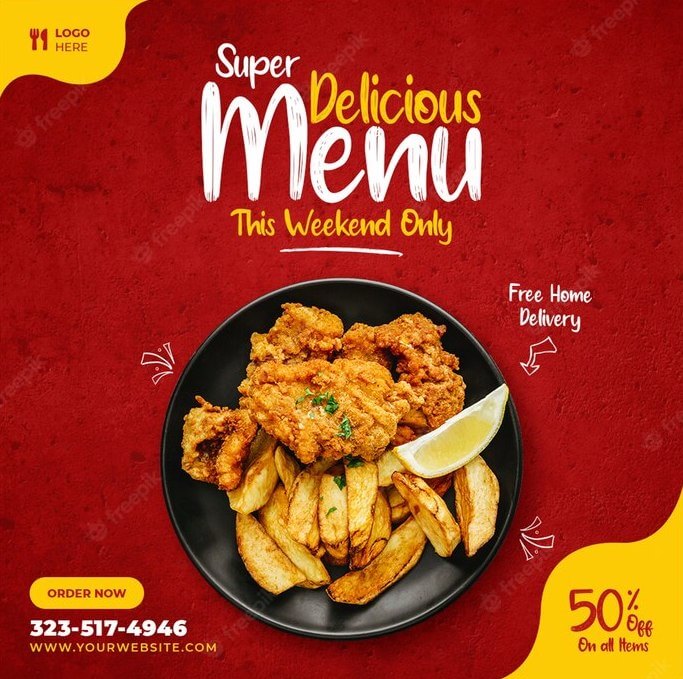 LOGO
HERE
Super
Delicious
Menu
This Weekend Only
Free Home
Delivery
ORDER NOW
323-517-4946
WWW.YOURWEBSITE.COM
50% Off
On all Items
freepik